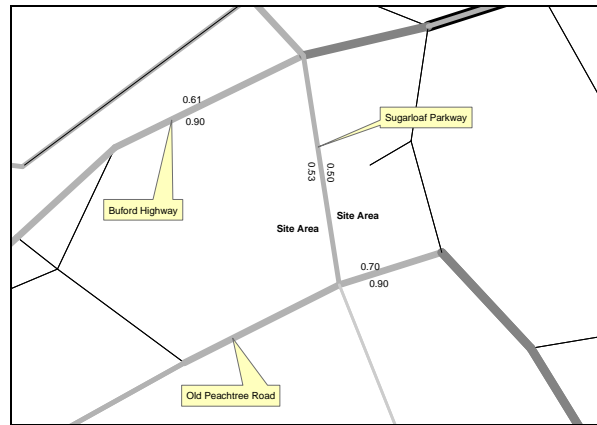 0.61
0.90
Sugarloaf Parkway
0.53
0.50
Buford Highway
Site Area
Site Area
0.70
0.90
Old Peachtree Road